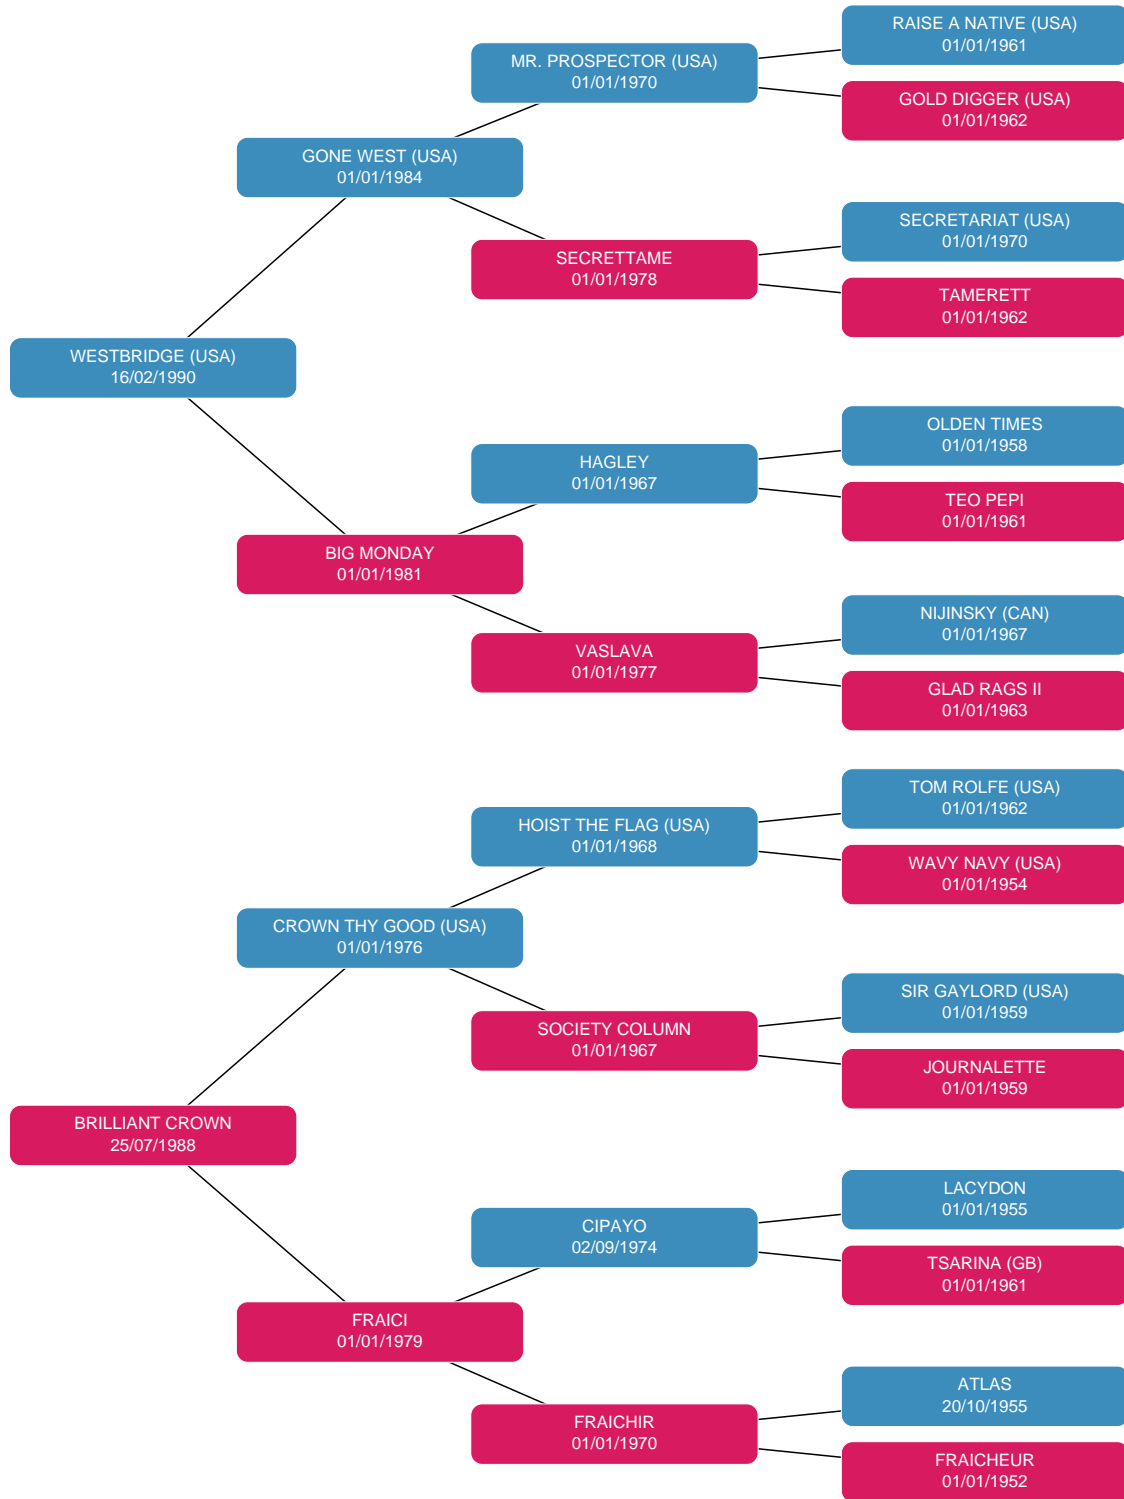 RAISE A NATIVE (USA)
01/01/1961
MR. PROSPECTOR (USA)
01/01/1970
GOLD DIGGER (USA)
01/01/1962
GONE WEST (USA)
01/01/1984
SECRETARIAT (USA)
01/01/1970
SECRETTAME
01/01/1978
TAMERETT
01/01/1962
WESTBRIDGE (USA)
16/02/1990
OLDEN TIMES
01/01/1958
HAGLEY
01/01/1967
TEO PEPI
01/01/1961
BIG MONDAY
01/01/1981
NIJINSKY (CAN)
01/01/1967
VASLAVA
01/01/1977
GLAD RAGS II
01/01/1963
TOM ROLFE (USA)
01/01/1962
HOIST THE FLAG (USA)
01/01/1968
WAVY NAVY (USA)
01/01/1954
CROWN THY GOOD (USA)
01/01/1976
SIR GAYLORD (USA)
01/01/1959
SOCIETY COLUMN
01/01/1967
JOURNALETTE
01/01/1959
BRILLIANT CROWN
25/07/1988
LACYDON
01/01/1955
CIPAYO
02/09/1974
TSARINA (GB)
01/01/1961
FRAICI
01/01/1979
ATLAS
20/10/1955
FRAICHIR
01/01/1970
FRAICHEUR
01/01/1952